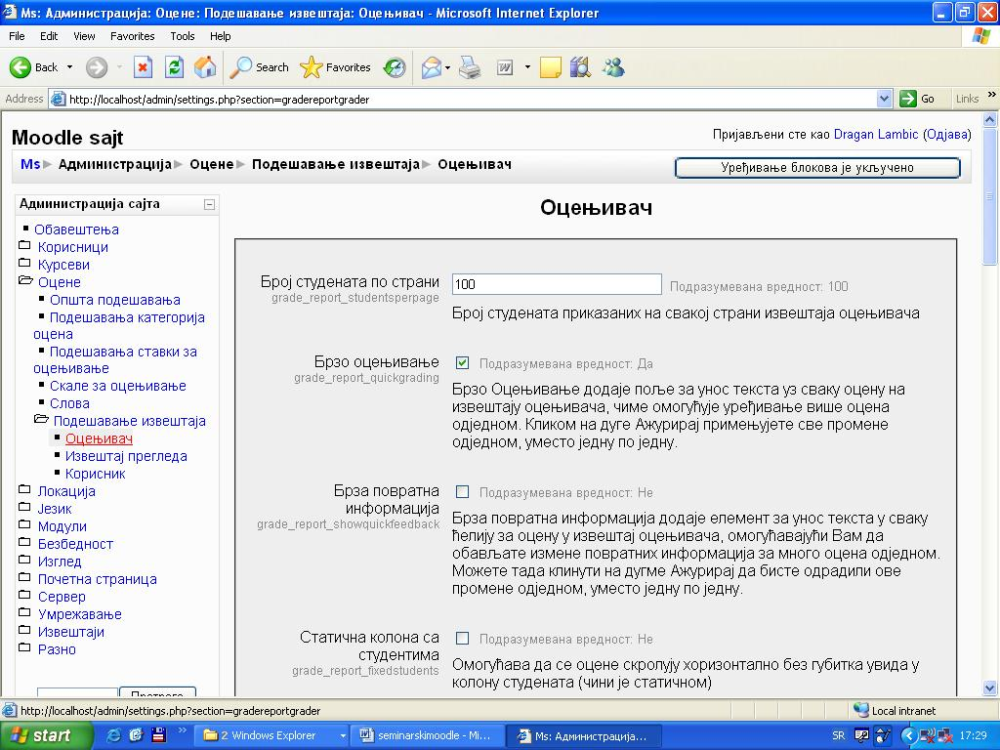 Ms: Администрација: Оцене: Подешавање извештаја: Оцењивач - Microsoft Internet Explorer
File Edit View Favorites Tools Help
Back Search Favorites
Address http://localhost/admin/settings.php?section=gradereportgrader Go Links »
Moodle sajt
Пријављени сте као Dragan Lambic (Одјава)
Ms ► Администрација ► Оцене ► Подешавање извештаја ► Оцењивач
Уређивање блокова је укључено
Администрација сајта
Обавештења
Корисници
Курсеви
Оцене
Општа подешавања
Подешавања категорија
оцена
Подешавања ставки за
оцењивање
Скале за оцењивање
Слова
Подешавање извештаја
Оцењивач
Извештај прегледа
Корисник
Локација
Језик
Модули
Безбедност
Изглед
Почетна страница
Сервер
Умрежавање
Извештаји
Разно
Претрага
Оцењивач
Број студената по страни 100 Подразумевана вредност: 100
grade_report_studentsperpage
Број студената приказаних на свакој страни извештаја оцењивача
Брзо оцењивање Подразумевана вредност: Да
grade_report_quickgrading
Брзо Оцењивање додаје поље за унос текста уз сваку оцену на
извештају оцењивача, чиме омогућује уређивање више оцена
одједном. Кликом на дуге Ажурирај примењујете све промене
одједном, уместо једну по једну.
Брза повратна
информација
grade_report_showquickfeedback
Подразумевана вредност: Не
Брза повратна информација додаје елемент за унос текста у сваку
ћелију за оцену у извештај оцењивача, омогућавајући Вам да
обављате измене повратних информација за много оцена одједном.
Можете тада клинути на дугме Ажурирај да бисте одрадили ове
промене одједном, уместо једну по једну.
Статична колона са
студентима
grade_report_fixedstudents
Подразумевана вредност: Не
Омогућава да се оцене скролују хоризонтално без губитка увида у
колону студената (чини је статичном)
http://localhost/admin/settings.php?section=gradereportgrader Local intranet
start » 2 Windows Explorer seminarskimoodle - Mi... Ms: Администрација... SR 17:29